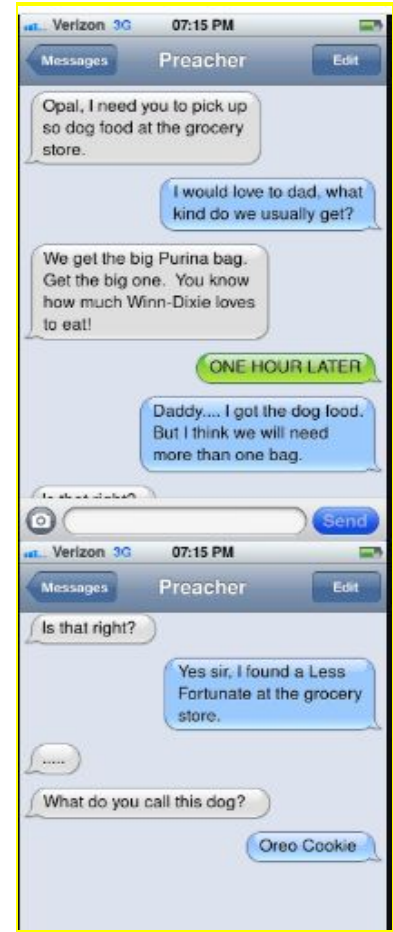 Verizon 3G 07:15 PM
Messages Preacher Edit
Opal, I need you to pick up
so dog food at the grocery
store.
I would love to dad, what
kind do we usually get?
We get the big Purina bag.
Get the big one. You know
how much Winn-Dixie loves
to eat!
ONE HOUR LATER
Daddy.... I got the dog food.
But I think we will need
more than one bag.
Is that right?
Send
Verizon 3G 07:15 PM
Messages Preacher Edit
Is that right?
Yes sir, I found a Less
Fortunate at the grocery
store.
.....
What do you call this dog?
Oreo Cookie